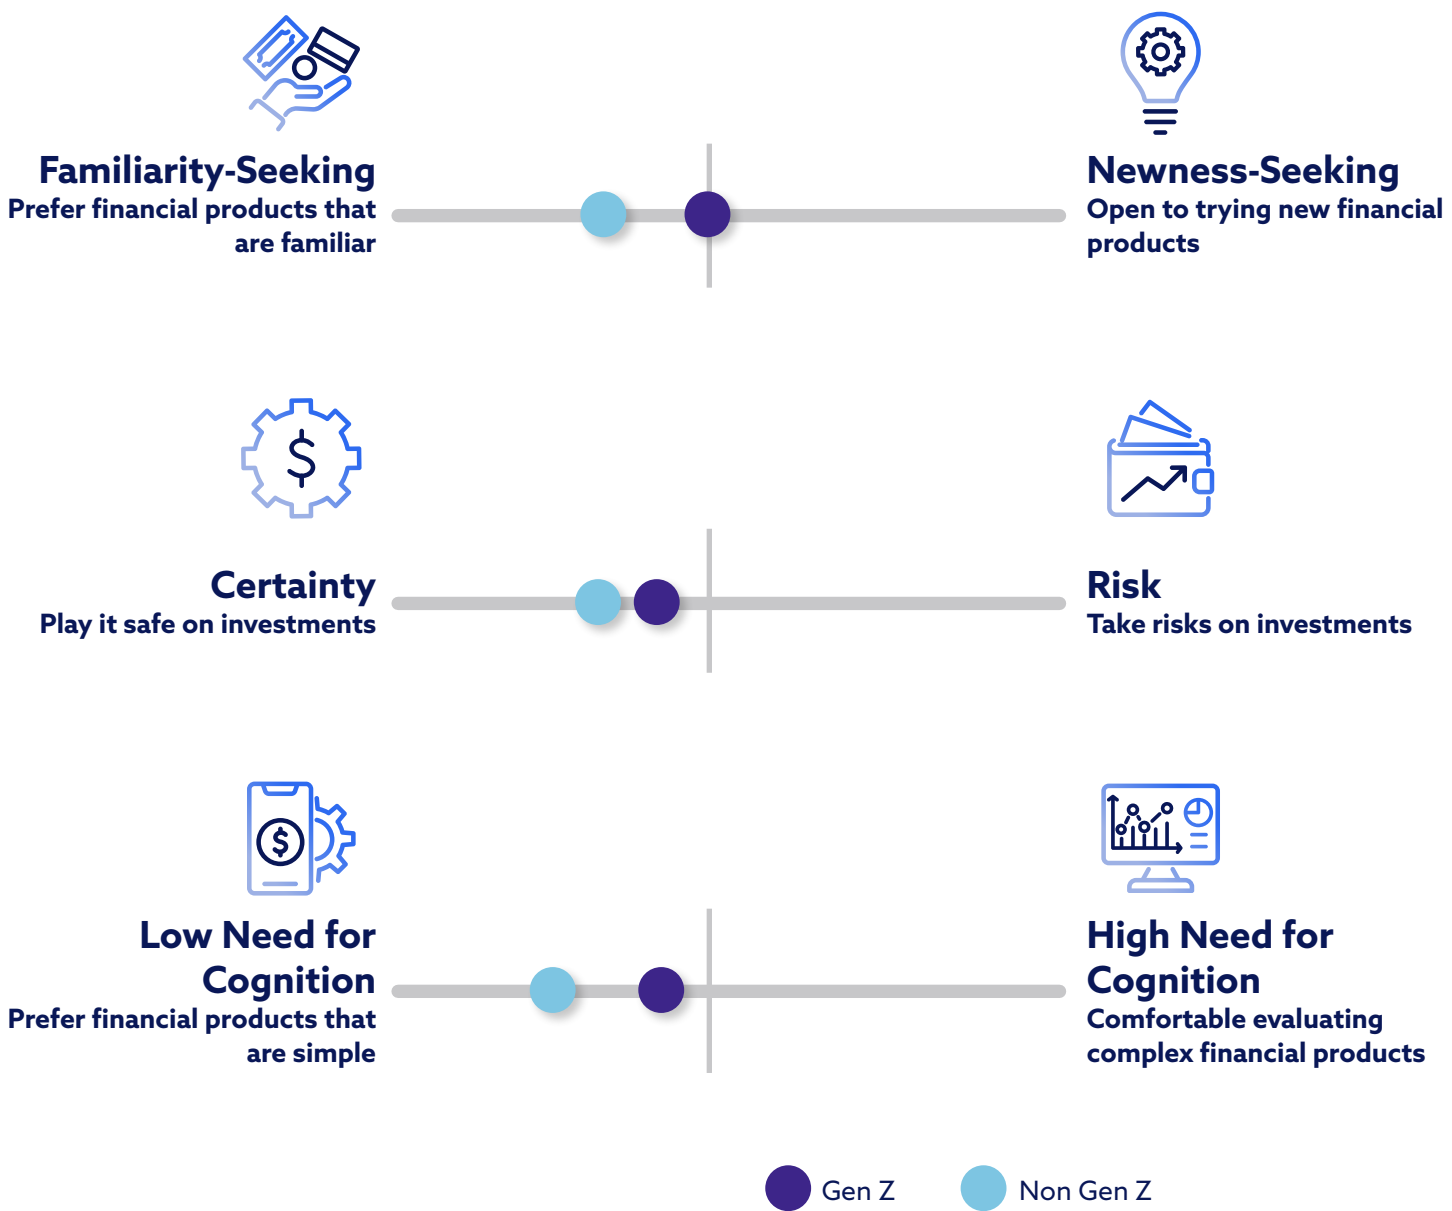 Familiarity-Seeking
Prefer financial products that
are familiar
Newness-Seeking
Open to trying new financial
products
$
Certainty
Play it safe on investments
Risk
Take risks on investments
$
Low Need for
Cognition
Prefer financial products that
are simple
High Need for
Cognition
Comfortable evaluating
complex financial products
Gen Z
Non Gen Z